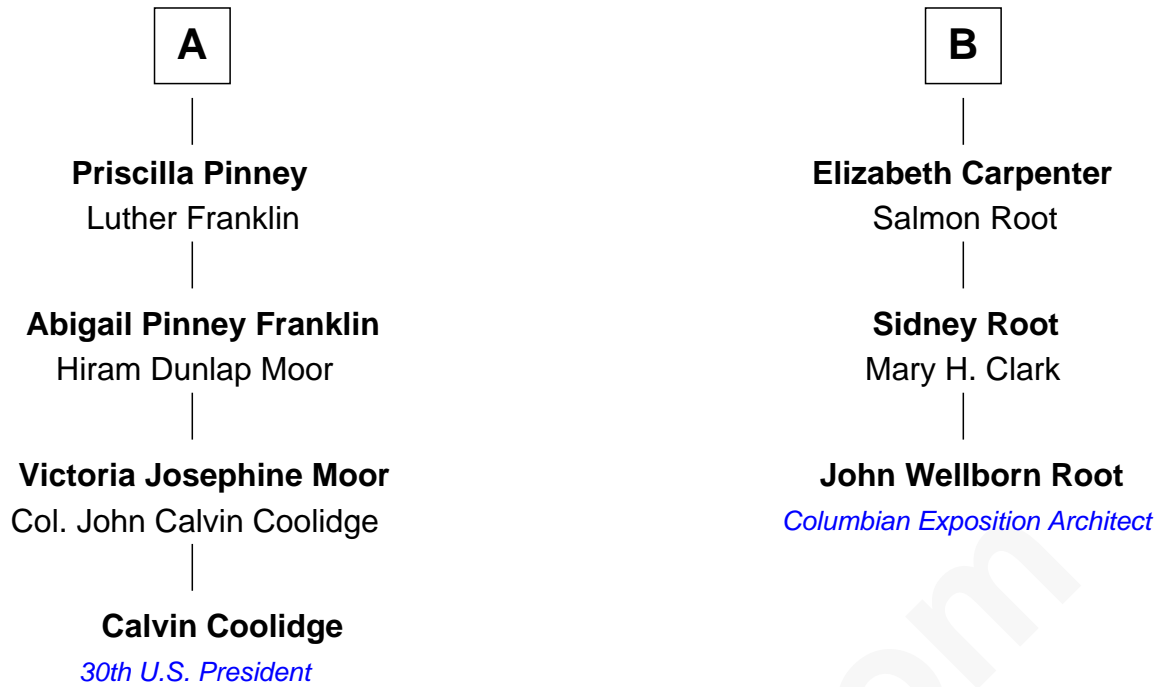 A
Priscilla Pinney
Luther Franklin
Abigail Pinney Franklin
Hiram Dunlap Moor
Victoria Josephine Moor
Col. John Calvin Coolidge
Calvin Coolidge
30th U.S. President
B
Elizabeth Carpenter
Salmon Root
Sidney Root
Mary H. Clark
John Wellborn Root
Columbian Exposition Architect